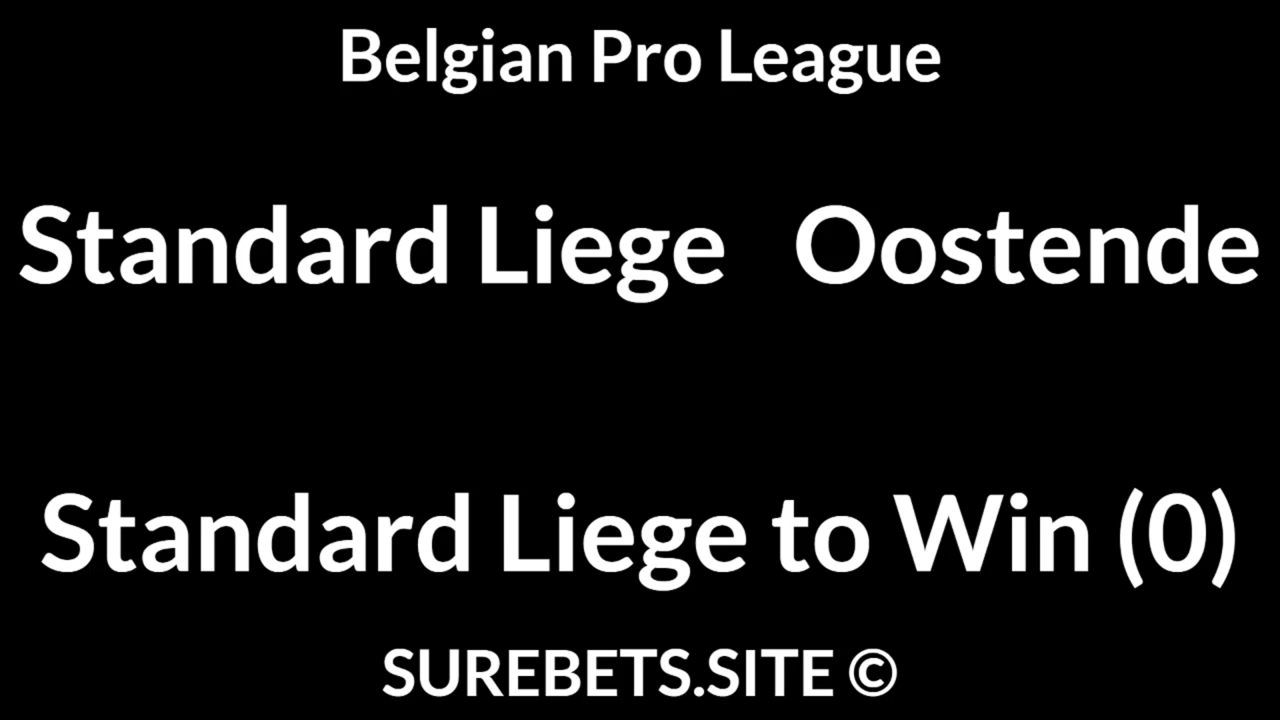 Belgian Pro League
Standard Liege Oostende
Standard Liege to Win (0)
SUREBETS.SITE ©